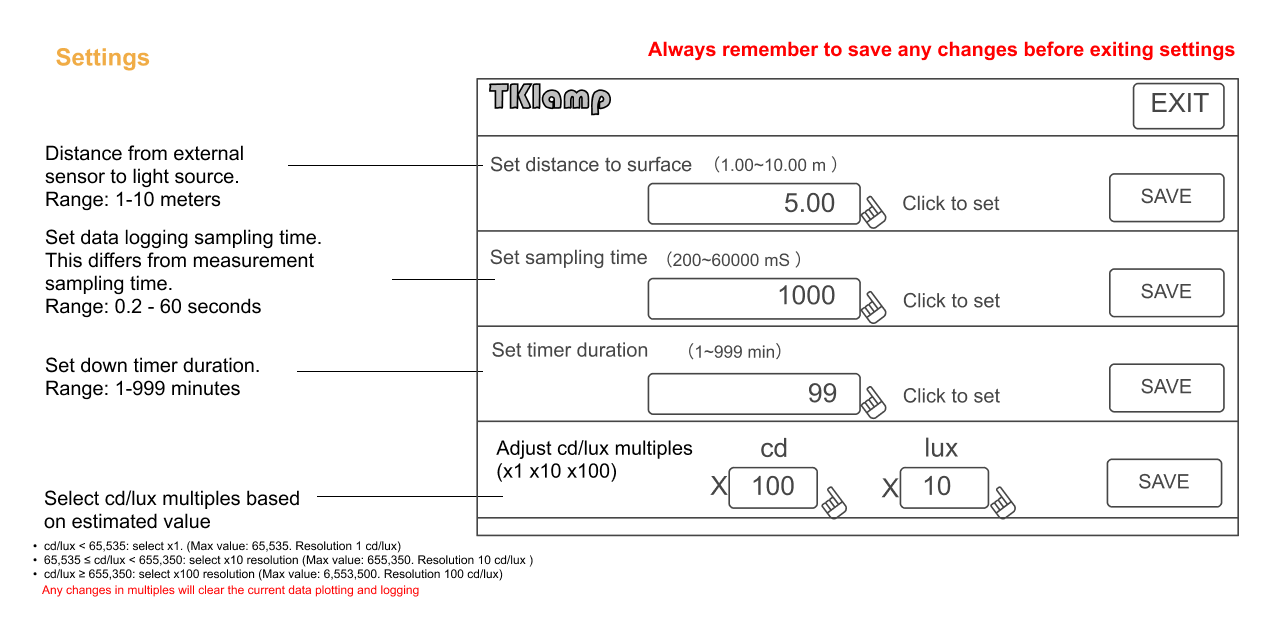 Settings
Always remember to save any changes before exiting settings
TKlamp
EXIT
Distance from external
sensor to light source.
Range: 1-10 meters
Set distance to surface (1.00~10.00 m )
5.00
Click to set
SAVE
Set data logging sampling time.
This differs from measurement
sampling time.
Range: 0.2 - 60 seconds
Set sampling time (200~60000 mS )
1000
Click to set
SAVE
Set down timer duration.
Range: 1-999 minutes
Set timer duration (1~999 min)
99
Click to set
SAVE
Select cd/lux multiples based
on estimated value
Adjust cd/lux multiples
(x1 x10 x100)
cd
X 100
lux
X 10
SAVE
• cd/lux < 65,535: select x1. (Max value: 65,535. Resolution 1 cd/lux)
• 65,535 ≤ cd/lux < 655,350: select x10 resolution (Max value: 655,350. Resolution 10 cd/lux )
• cd/lux ≥ 655,350: select x100 resolution (Max value: 6,553,500. Resolution 100 cd/lux)
Any changes in multiples will clear the current data plotting and logging